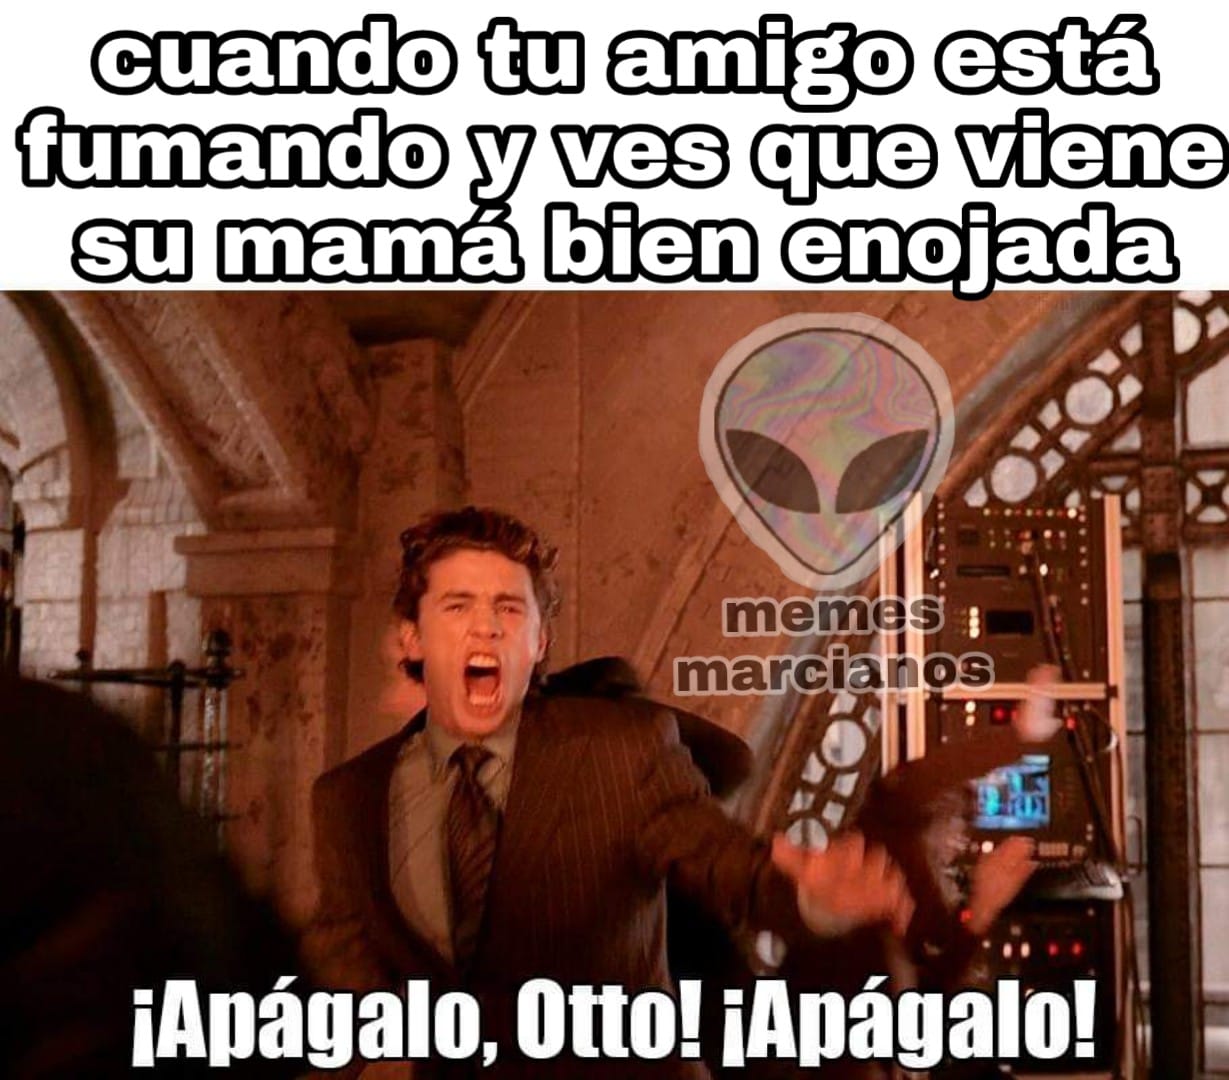 cuando tu amigo está
fumando y ves que viene
su mamá bien enojada
memes
marcianos
¡Apágalo, Otto! ¡Apágalo!